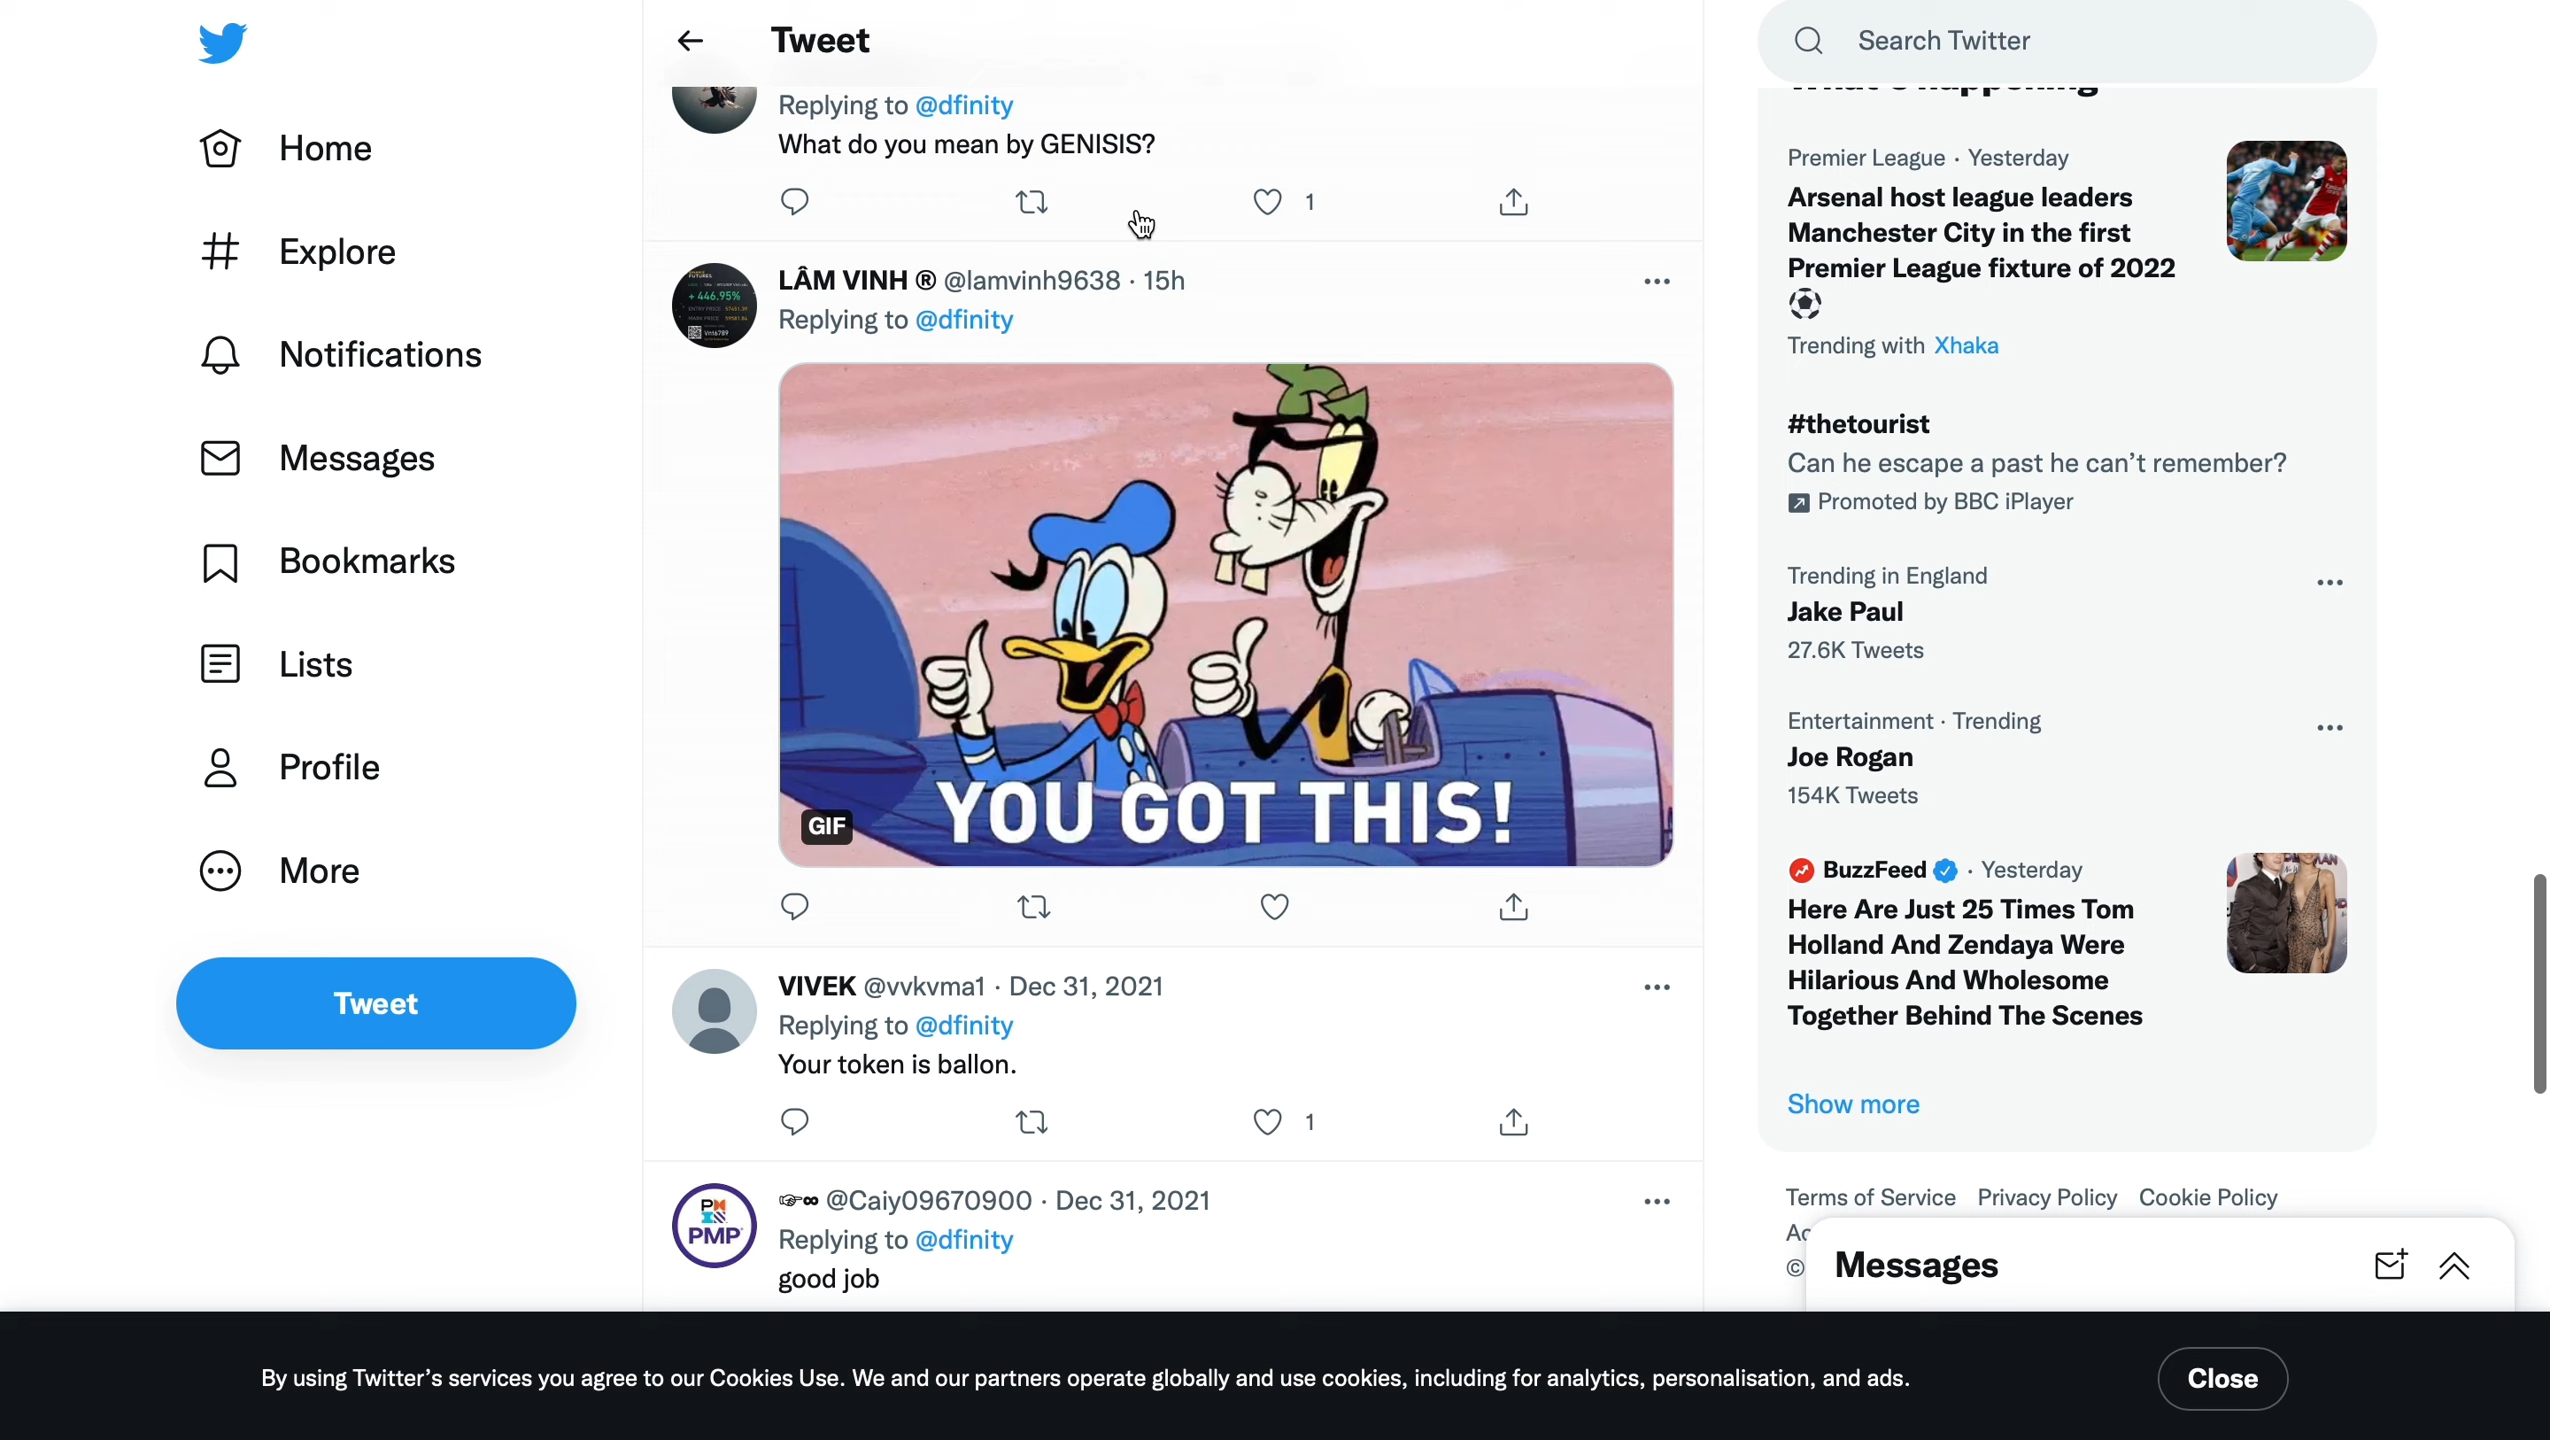 Tweet
Search Twitter
Home
Explore
Notifications
Messages
Bookmarks
Lists
Profile
More
Tweet
Replying to @dfinity
What do you mean by GENISIS?
1
LÂM VINH ® @lamvinh9638 · 15h
Replying to @dfinity
FUTURES
+ 446.95%
YOU GOT THIS!
GIF
VIVEK @vvkvma1 · Dec 31, 2021
Replying to @dfinity
Your token is ballon.
1
PMP
@Caiy09670900 · Dec 31, 2021
Replying to @dfinity
good job
What's happening
Premier League · Yesterday
Arsenal host league leaders
Manchester City in the first
Premier League fixture of 2022
Trending with Xhaka
#thetourist
Can he escape a past he can’t remember?
Promoted by BBC iPlayer
Trending in England
Jake Paul
27.6K Tweets
Entertainment · Trending
Joe Rogan
154K Tweets
BuzzFeed · Yesterday
Here Are Just 25 Times Tom
Holland And Zendaya Were
Hilarious And Wholesome
Together Behind The Scenes
Show more
Terms of Service Privacy Policy Cookie Policy
©
Messages
By using Twitter’s services you agree to our Cookies Use. We and our partners operate globally and use cookies, including for analytics, personalisation, and ads.
Close